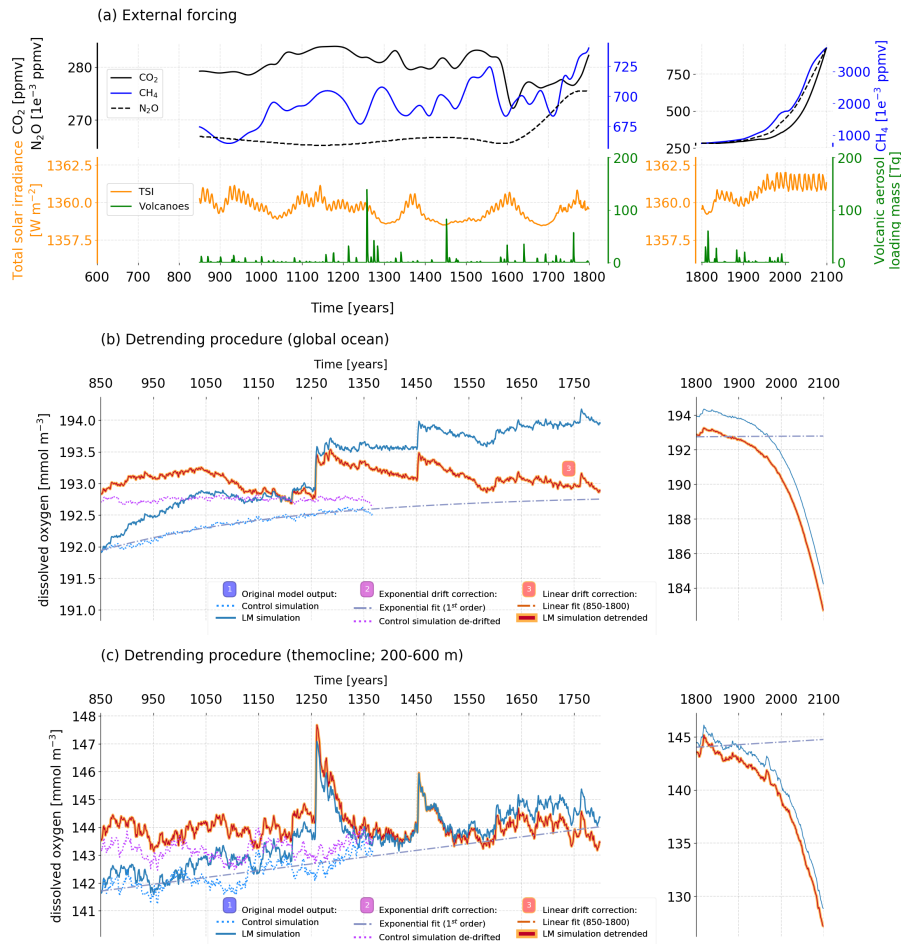 (a) External forcing
Total solar irradiance CO₂ [ppmv]
[W m⁻²] N₂O [1e⁻³ ppmv]
280
270
CO₂
CH₄
N₂O
725
700
675
750
500
250
3000
2000
1000
CH₄ [1e⁻³ ppmv]
1362.5
1360.0
1357.5
TSI
Volcanoes
200
100
0
1362.5
1360.0
1357.5
200
100
0
Volcanic aerosol
loading mass [Tg]
600 700 800 900 1000 1100 1200 1300 1400 1500 1600 1700 1800
1800 1900 2000 2100
Time [years]
(b) Detrending procedure (global ocean)
Time [years]
850 950 1050 1150 1250 1350 1450 1550 1650 1750
1800 1900 2000 2100
dissolved oxygen [mmol m⁻³]
194.0
193.5
193.0
192.5
192.0
191.5
191.0
3
194
192
190
188
186
184
1 Original model output:
Control simulation
LM simulation
2 Exponential drift correction:
Exponential fit (1ˢᵗ order)
Control simulation de-drifted
3 Linear drift correction:
Linear fit (850-1800)
LM simulation detrended
(c) Detrending procedure (themocline; 200-600 m)
Time [years]
850 950 1050 1150 1250 1350 1450 1550 1650 1750
1800 1900 2000 2100
dissolved oxygen [mmol m⁻³]
148
147
146
145
144
143
142
141
145
140
135
130
1 Original model output:
Control simulation
LM simulation
2 Exponential drift correction:
Exponential fit (1ˢᵗ order)
Control simulation de-drifted
3 Linear drift correction:
Linear fit (850-1800)
LM simulation detrended